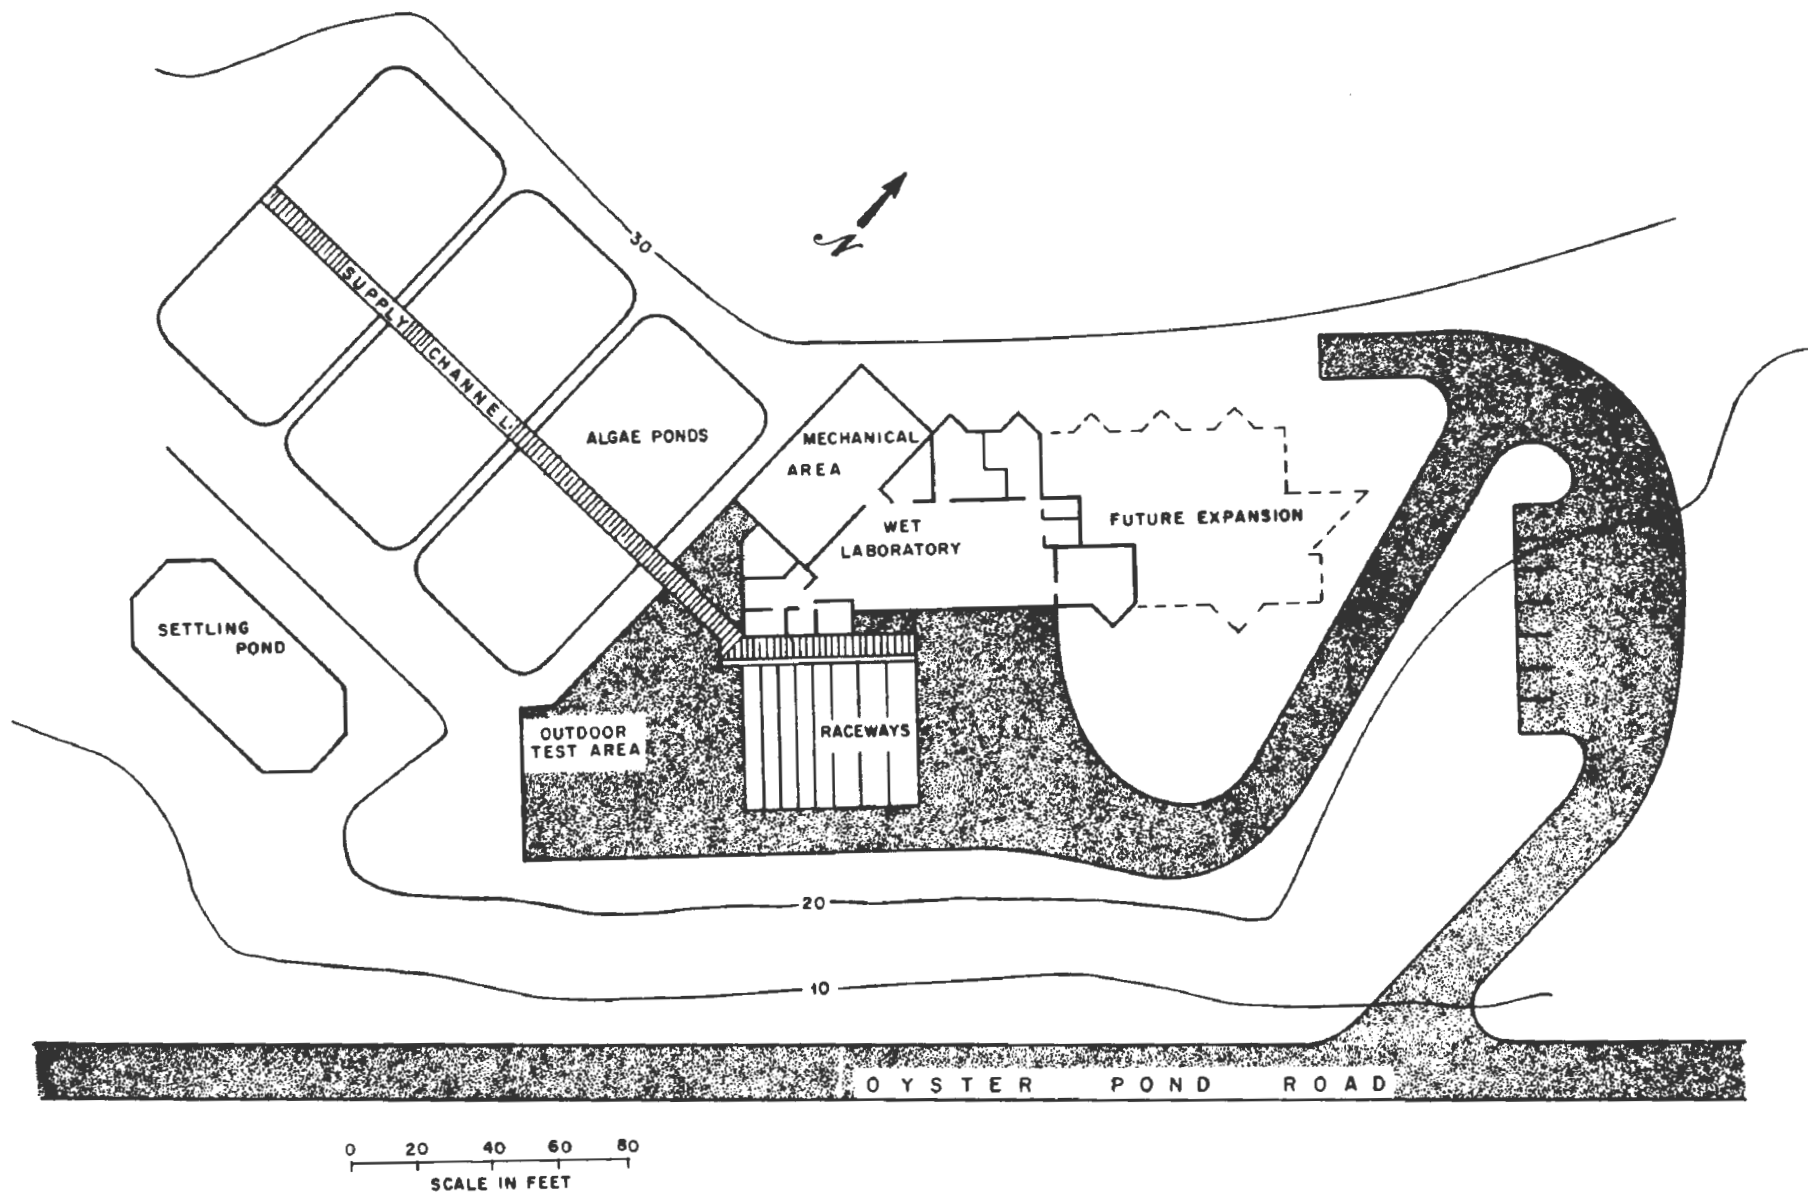 30
N
SUPPLY CHANNEL
ALGAE PONDS
MECHANICAL
AREA
WET
LABORATORY
FUTURE EXPANSION
SETTLING
POND
OUTDOOR
TEST AREA
RACEWAYS
20
10
OYSTER POND ROAD
0 20 40 60 80
SCALE IN FEET